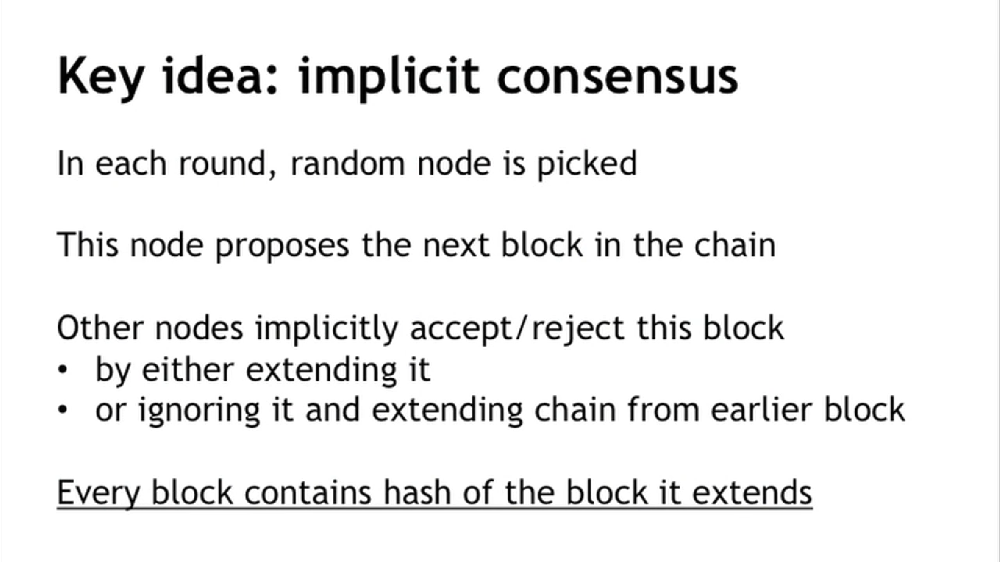 Key idea: implicit consensus
In each round, random node is picked
This node proposes the next block in the chain
Other nodes implicitly accept/reject this block
• by either extending it
• or ignoring it and extending chain from earlier block
Every block contains hash of the block it extends